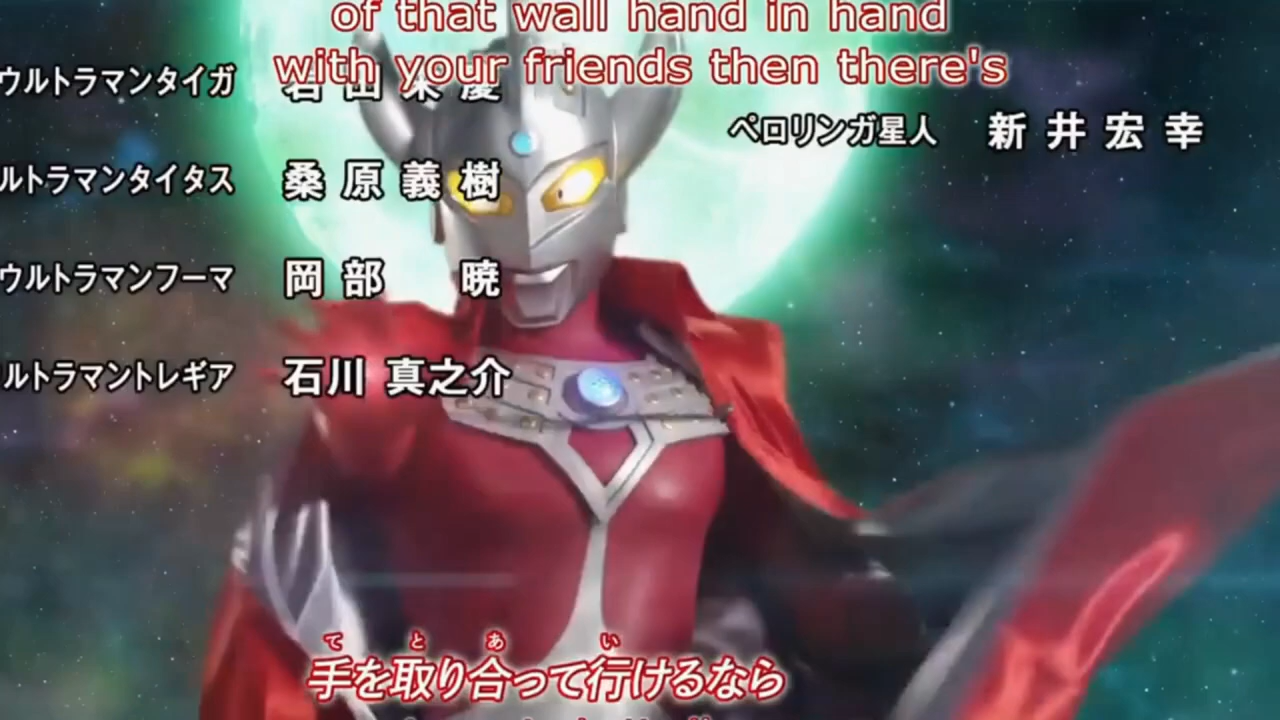 of that wall hand in hand
with your friends then there's
ウルトラマンタイガ
ペロリンガ星人 新井宏幸
ルトラマンタイタス 桑原義樹
ウルトラマンフーマ 岡部 暁
ルトラマントレギア 石川 真之介
て と あ い
手を取り合って行けるなら